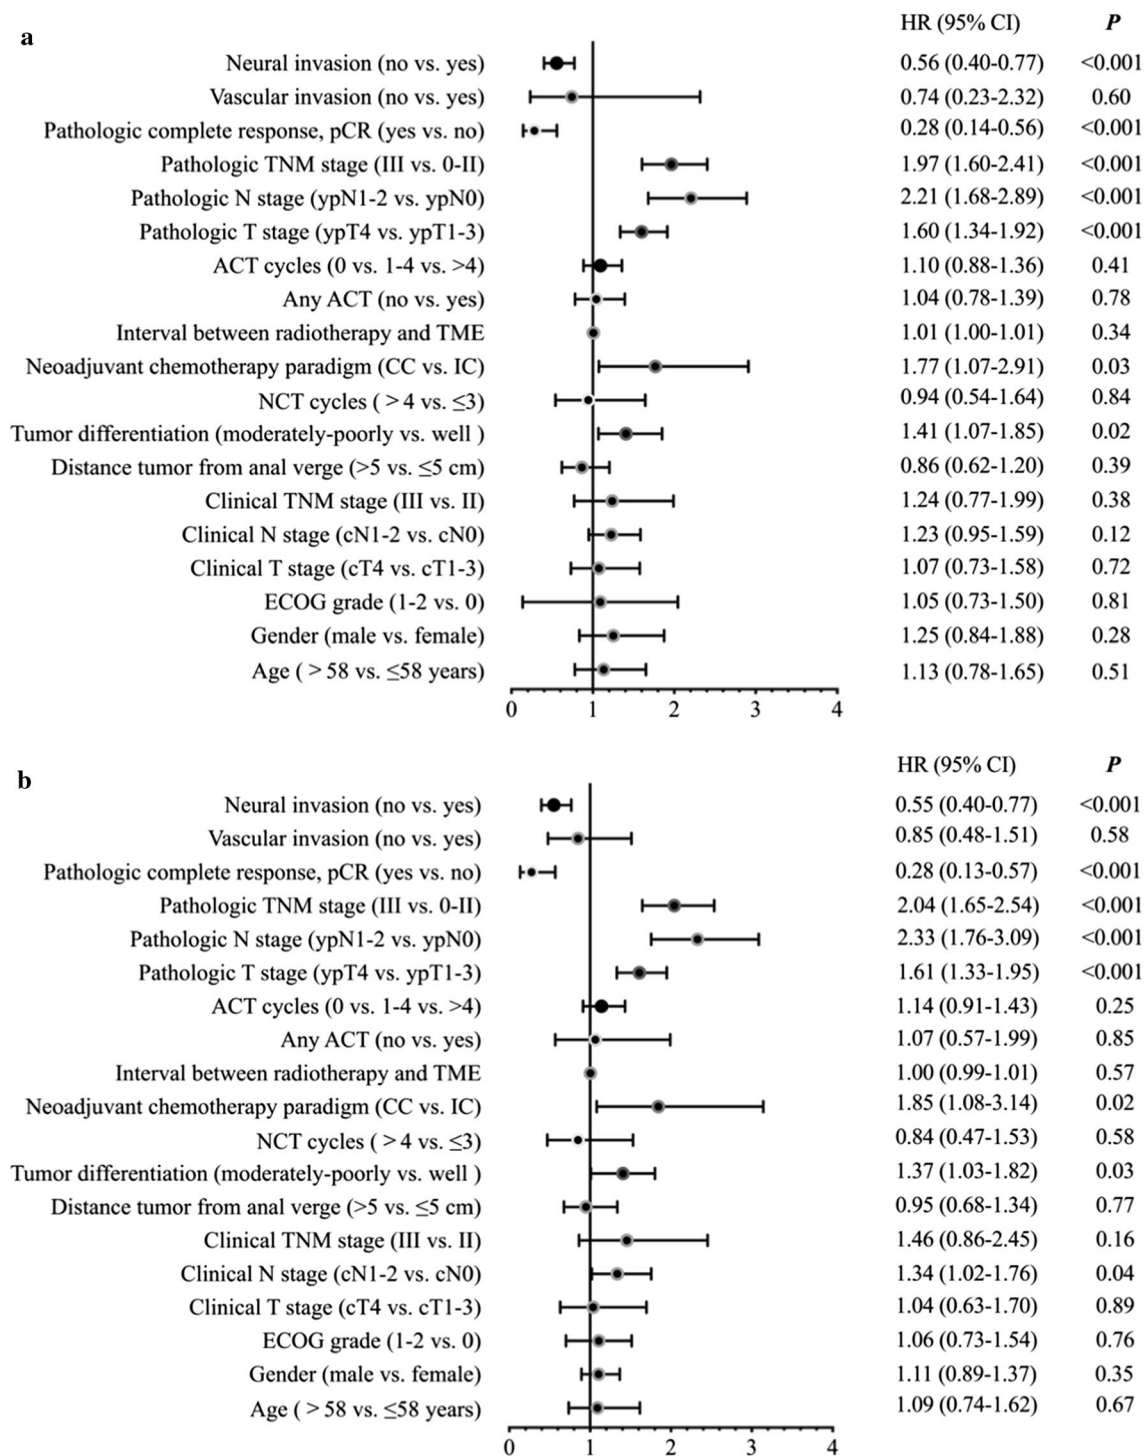 a
HR (95% CI) P
Neural invasion (no vs. yes) 0.56 (0.40-0.77) <0.001
Vascular invasion (no vs. yes) 0.74 (0.23-2.32) 0.60
Pathologic complete response, pCR (yes vs. no) 0.28 (0.14-0.56) <0.001
Pathologic TNM stage (III vs. 0-II) 1.97 (1.60-2.41) <0.001
Pathologic N stage (ypN1-2 vs. ypN0) 2.21 (1.68-2.89) <0.001
Pathologic T stage (ypT4 vs. ypT1-3) 1.60 (1.34-1.92) <0.001
ACT cycles (0 vs. 1-4 vs. >4) 1.10 (0.88-1.36) 0.41
Any ACT (no vs. yes) 1.04 (0.78-1.39) 0.78
Interval between radiotherapy and TME 1.01 (1.00-1.01) 0.34
Neoadjuvant chemotherapy paradigm (CC vs. IC) 1.77 (1.07-2.91) 0.03
NCT cycles ( > 4 vs. ≤3) 0.94 (0.54-1.64) 0.84
Tumor differentiation (moderately-poorly vs. well ) 1.41 (1.07-1.85) 0.02
Distance tumor from anal verge (>5 vs. ≤5 cm) 0.86 (0.62-1.20) 0.39
Clinical TNM stage (III vs. II) 1.24 (0.77-1.99) 0.38
Clinical N stage (cN1-2 vs. cN0) 1.23 (0.95-1.59) 0.12
Clinical T stage (cT4 vs. cT1-3) 1.07 (0.73-1.58) 0.72
ECOG grade (1-2 vs. 0) 1.05 (0.73-1.50) 0.81
Gender (male vs. female) 1.25 (0.84-1.88) 0.28
Age ( > 58 vs. ≤58 years) 1.13 (0.78-1.65) 0.51
0 1 2 3 4
b
HR (95% CI) P
Neural invasion (no vs. yes) 0.55 (0.40-0.77) <0.001
Vascular invasion (no vs. yes) 0.85 (0.48-1.51) 0.58
Pathologic complete response, pCR (yes vs. no) 0.28 (0.13-0.57) <0.001
Pathologic TNM stage (III vs. 0-II) 2.04 (1.65-2.54) <0.001
Pathologic N stage (ypN1-2 vs. ypN0) 2.33 (1.76-3.09) <0.001
Pathologic T stage (ypT4 vs. ypT1-3) 1.61 (1.33-1.95) <0.001
ACT cycles (0 vs. 1-4 vs. >4) 1.14 (0.91-1.43) 0.25
Any ACT (no vs. yes) 1.07 (0.57-1.99) 0.85
Interval between radiotherapy and TME 1.00 (0.99-1.01) 0.57
Neoadjuvant chemotherapy paradigm (CC vs. IC) 1.85 (1.08-3.14) 0.02
NCT cycles ( > 4 vs. ≤3) 0.84 (0.47-1.53) 0.58
Tumor differentiation (moderately-poorly vs. well ) 1.37 (1.03-1.82) 0.03
Distance tumor from anal verge (>5 vs. ≤5 cm) 0.95 (0.68-1.34) 0.77
Clinical TNM stage (III vs. II) 1.46 (0.86-2.45) 0.16
Clinical N stage (cN1-2 vs. cN0) 1.34 (1.02-1.76) 0.04
Clinical T stage (cT4 vs. cT1-3) 1.04 (0.63-1.70) 0.89
ECOG grade (1-2 vs. 0) 1.06 (0.73-1.54) 0.76
Gender (male vs. female) 1.11 (0.89-1.37) 0.35
Age ( > 58 vs. ≤58 years) 1.09 (0.74-1.62) 0.67
0 1 2 3 4